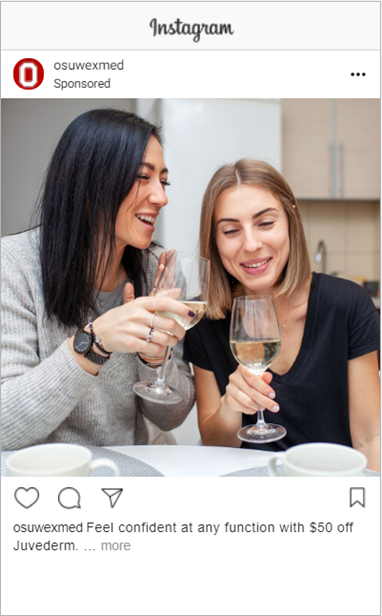 Instagram
osuwexmed
Sponsored
osuwexmed Feel confident at any function with $50 off
Juvederm. ... more